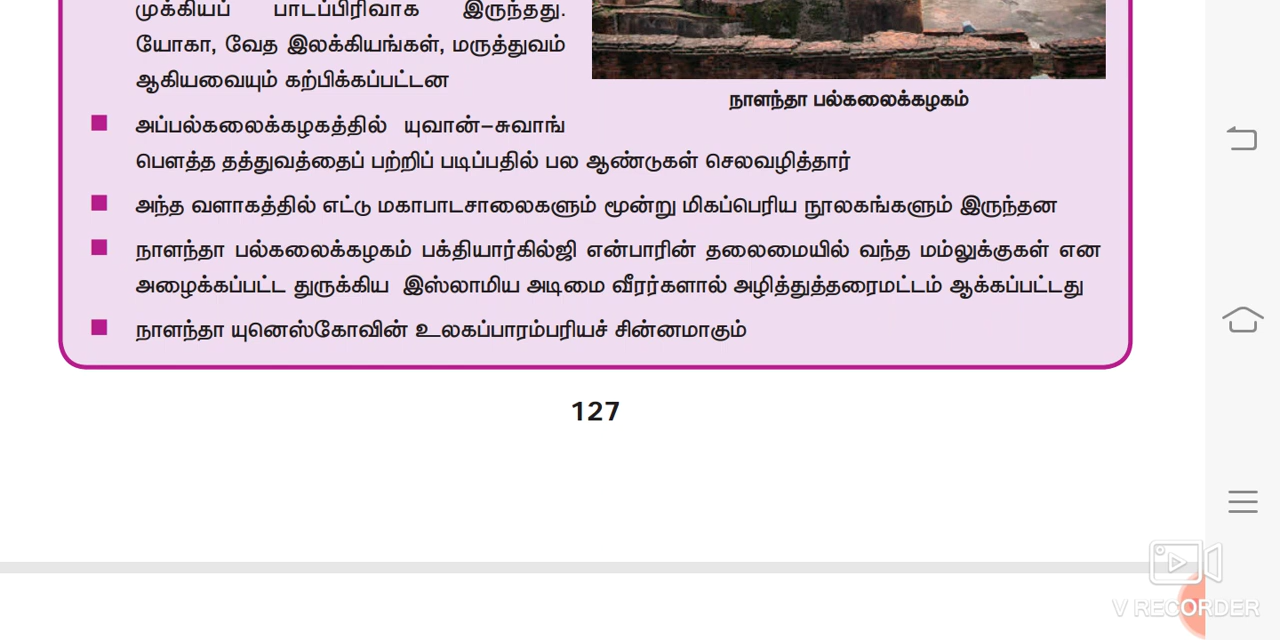 முக்கியப் பாடப்பிரிவாக இருந்தது.
யோகா, வேத இலக்கியங்கள், மருத்துவம்
ஆகியவையும் கற்பிக்கப்பட்டன
நாளந்தா பல்கலைக்கழகம்
அப்பல்கலைக்கழகத்தில் யுவான்–சுவாங்
பௌத்த தத்துவத்தைப் பற்றிப் படிப்பதில் பல ஆண்டுகள் செலவழித்தார்
அந்த வளாகத்தில் எட்டு மகாபாடசாலைகளும் மூன்று மிகப்பெரிய நூலகங்களும் இருந்தன
நாளந்தா பல்கலைக்கழகம் பக்தியார்கில்ஜி என்பாரின் தலைமையில் வந்த மம்லுக்குகள் என
அழைக்கப்பட்ட துருக்கிய இஸ்லாமிய அடிமை வீரர்களால் அழித்துத்தரைமட்டம் ஆக்கப்பட்டது
நாளந்தா யுனெஸ்கோவின் உலகப்பாரம்பரியச் சின்னமாகும்
127
V RECORDER